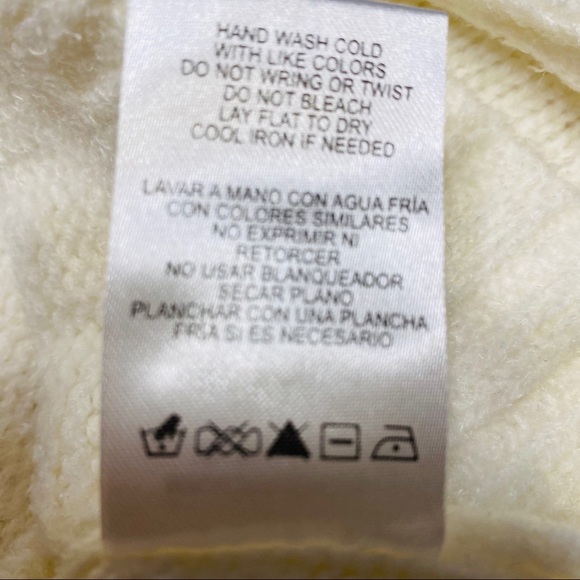 HAND WASH COLD
WITH LIKE COLORS
DO NOT WRING OR TWIST
DO NOT BLEACH
LAY FLAT TO DRY
COOL IRON IF NEEDED
LAVAR A MANO CON AGUA FRÍA
CON COLORES SIMILARES
NO EXPRIMIR NI
RETORCER
NO USAR BLANQUEADOR
SECAR PLANO
PLANCHAR CON UNA PLANCHA
FRIA SI ES NECESARIO